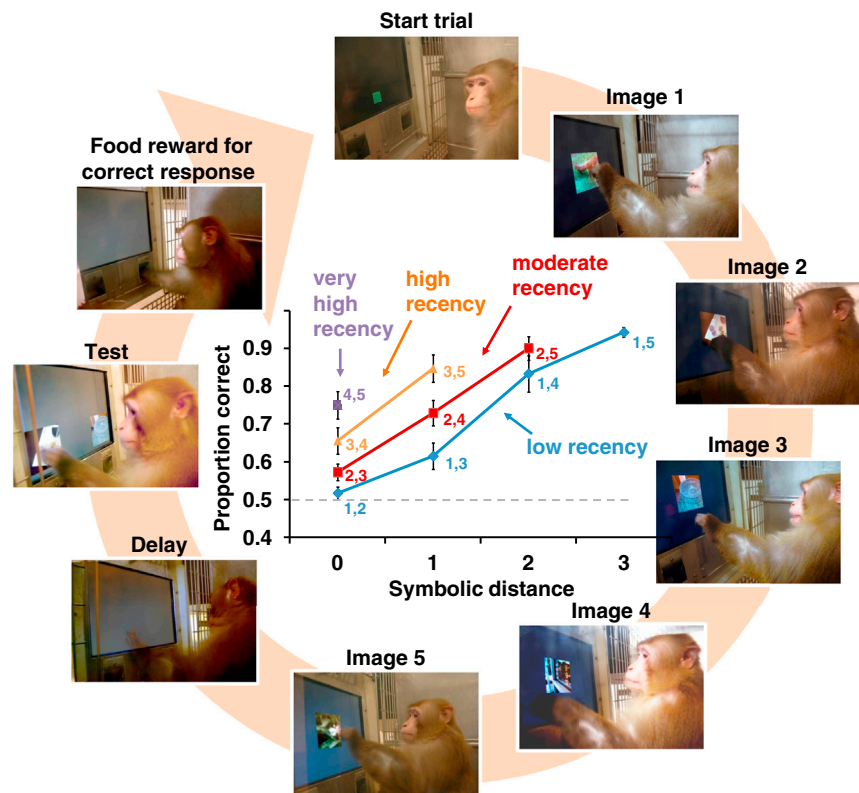 Start trial
Image 1
Image 2
Image 3
Image 4
Image 5
Delay
Test
Food reward for
correct response
very
high
recency
high
recency
moderate
recency
low recency
Proportion correct
0.9
0.8
0.7
0.6
0.5
0.4
4,5
3,4
3,5
2,3
2,4
2,5
1,2
1,3
1,4
1,5
0 1 2 3
Symbolic distance